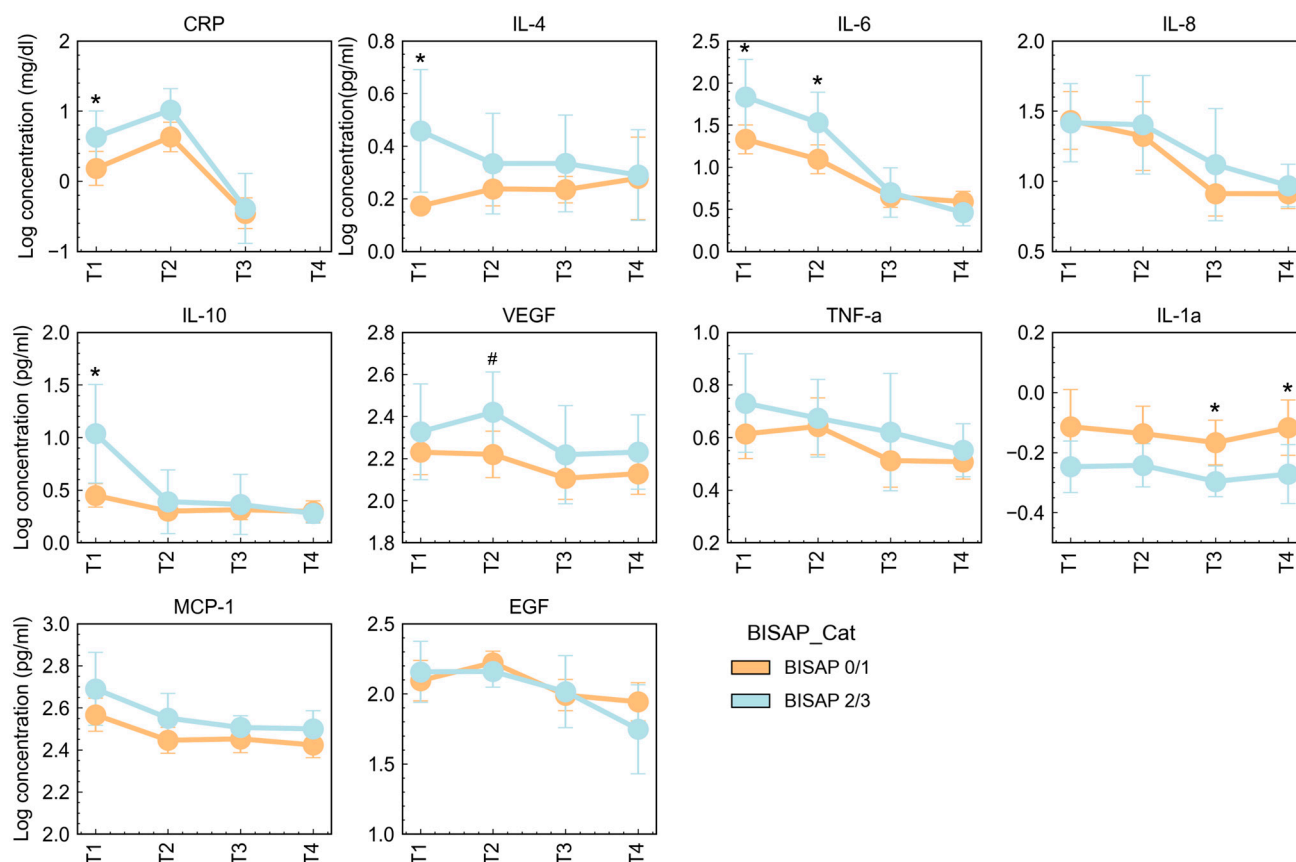 CRP
IL-4
IL-6
IL-8
Log concentration (mg/dl)
2
1
0
−1
*
T1 T2 T3 T4
Log concentration(pg/ml)
0.8
0.6
0.4
0.2
0.0
*
T1 T2 T3 T4
2.5
2.0
1.5
1.0
0.5
0.0
*
*
T1 T2 T3 T4
2.0
1.5
1.0
0.5
T1 T2 T3 T4
IL-10
VEGF
TNF-a
IL-1a
Log concentration (pg/ml)
2.0
1.5
1.0
0.5
0.0
*
T1 T2 T3 T4
2.8
2.6
2.4
2.2
2.0
1.8
#
T1 T2 T3 T4
1.0
0.8
0.6
0.4
0.2
T1 T2 T3 T4
0.2
0.0
−0.2
−0.4
*
*
T1 T2 T3 T4
MCP-1
EGF
Log concentration (pg/ml)
3.0
2.8
2.6
2.4
2.2
2.0
T1 T2 T3 T4
2.5
2.0
1.5
1.0
T1 T2 T3 T4
BISAP_Cat
BISAP 0/1
BISAP 2/3